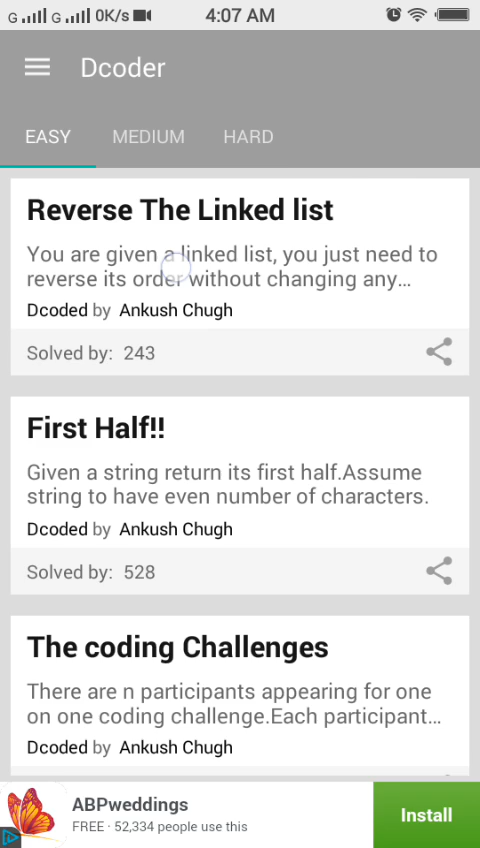 G G 0K/s 4:07 AM
Dcoder
EASY MEDIUM HARD
Reverse The Linked list
You are given a linked list, you just need to
reverse its order without changing any...
Dcoded by Ankush Chugh
Solved by: 243
First Half!!
Given a string return its first half.Assume
string to have even number of characters.
Dcoded by Ankush Chugh
Solved by: 528
The coding Challenges
There are n participants appearing for one
on one coding challenge.Each participant...
Dcoded by Ankush Chugh
ABPweddings
FREE · 52,334 people use this
Install